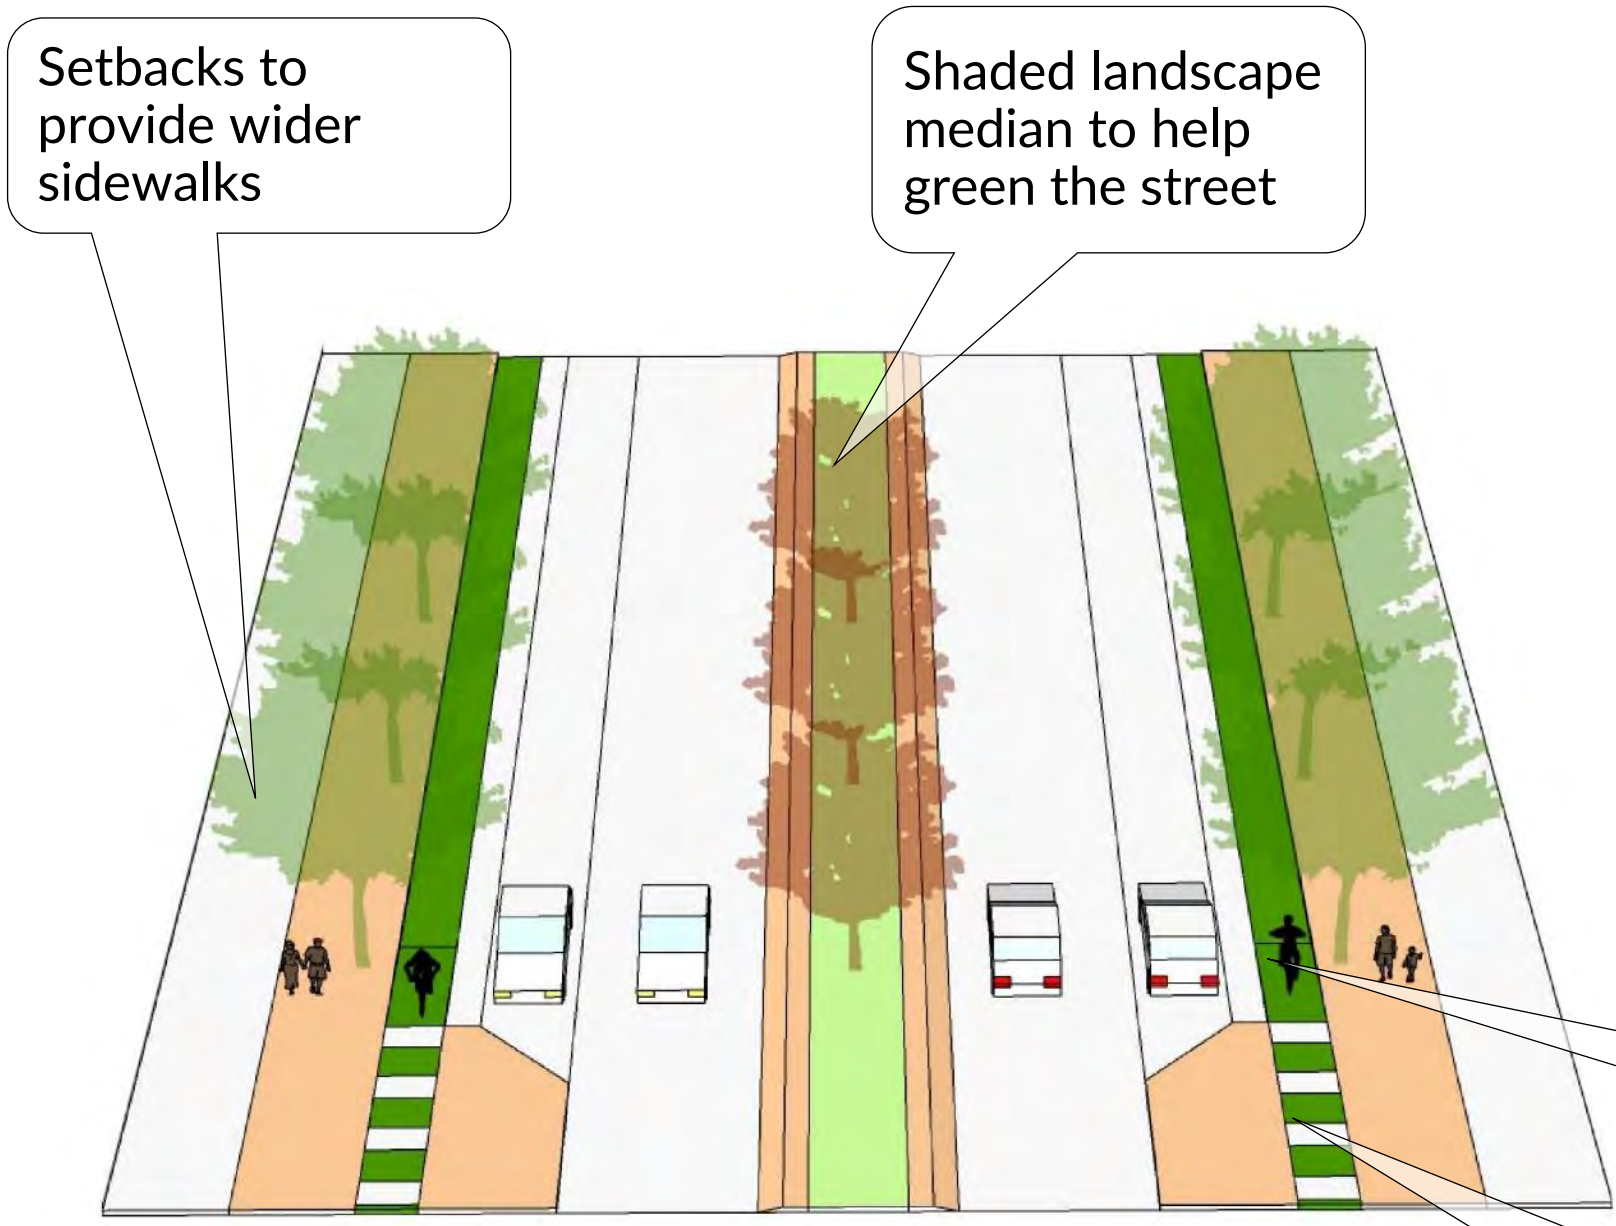 Setbacks to
provide wider
sidewalks
Shaded landscape
median to help
green the street